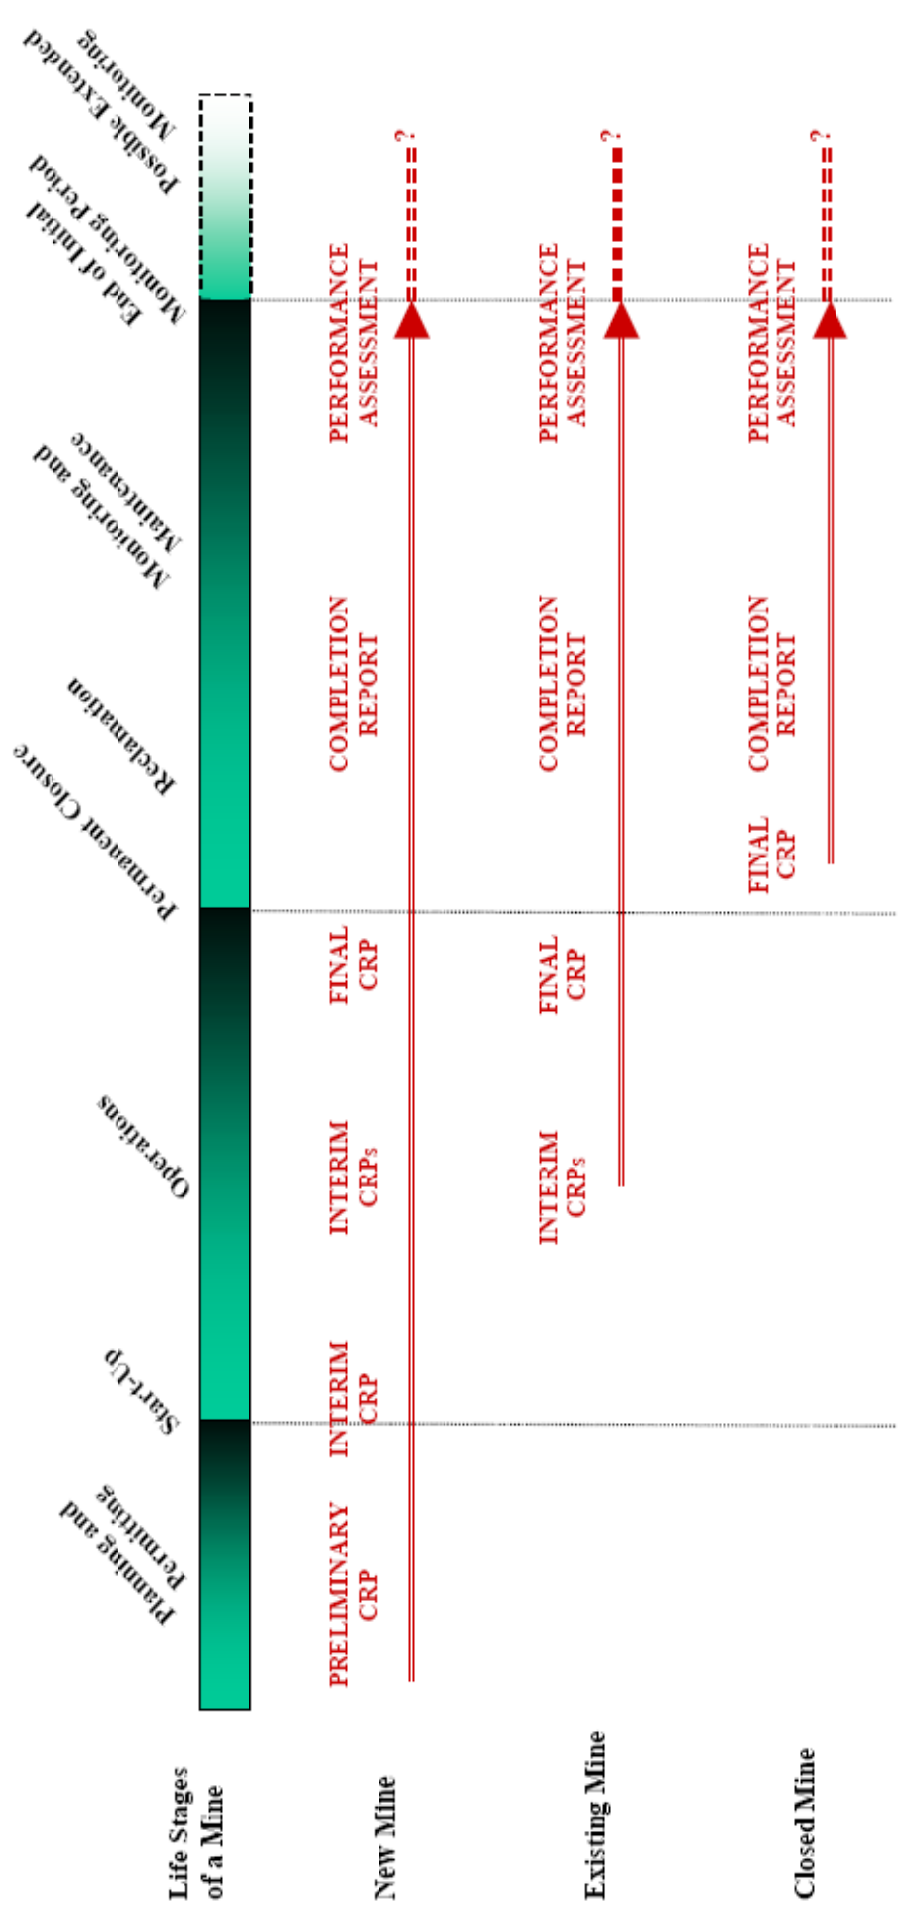 Life Stages
of a Mine
Planning and
Permitting
Start-Up
Operations
Permanent Closure
Reclamation
Monitoring and
Maintenance
End of Initial
Monitoring Period
Possible Extended
Monitoring
New Mine
PRELIMINARY
CRP
INTERIM
CRP
INTERIM
CRPs
FINAL
CRP
COMPLETION
REPORT
PERFORMANCE
ASSESSMENT
?
Existing Mine
INTERIM
CRPs
FINAL
CRP
COMPLETION
REPORT
PERFORMANCE
ASSESSMENT
?
Closed Mine
FINAL
CRP
COMPLETION
REPORT
PERFORMANCE
ASSESSMENT
?